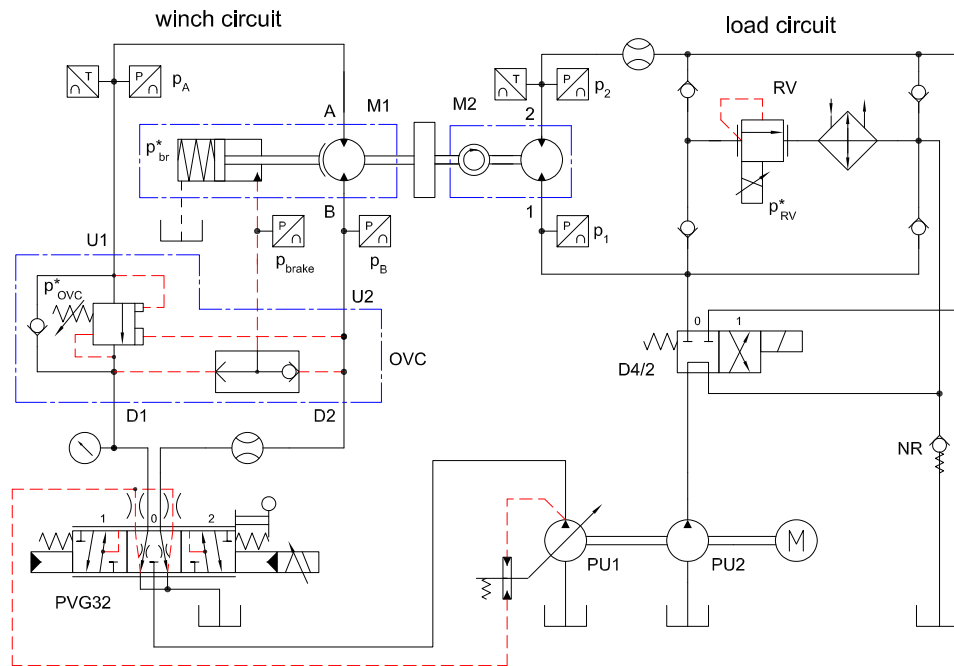 winch circuit
load circuit
T
P
p_A
T
P
p_2
RV
A
M1
M2
2
p*_br
p*_RV
B
1
P
p_brake
P
p_B
P
p_1
U1
p*_OVC
U2
0
1
OVC
D4/2
D1
D2
NR
1
0
2
PVG32
PU1
PU2
M